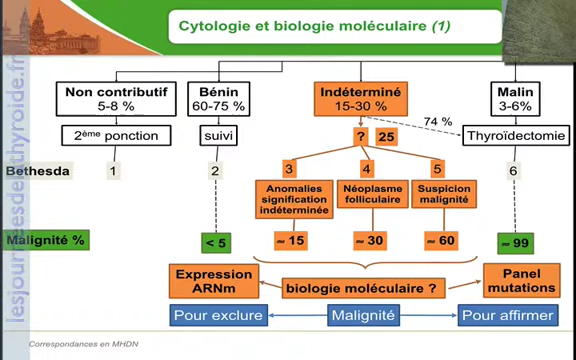 Cytologie et biologie moléculaire (1)
Non contributif
5-8 %
Bénin
60-75 %
Indéterminé
15-30 %
Malin
3-6%
74 %
2ème ponction
suivi
? 25
Thyroïdectomie
Bethesda 1 2 3 4 5 6
Anomalies
signification
indéterminée
Néoplasme
folliculaire
Suspicion
malignité
Malignité % < 5 ≈ 15 ≈ 30 ≈ 60 ≈ 99
Expression
ARNm
biologie moléculaire ?
Panel
mutations
Pour exclure Malignité Pour affirmer
Correspondances en MHDN
lesjourneesdelathyroide.fr